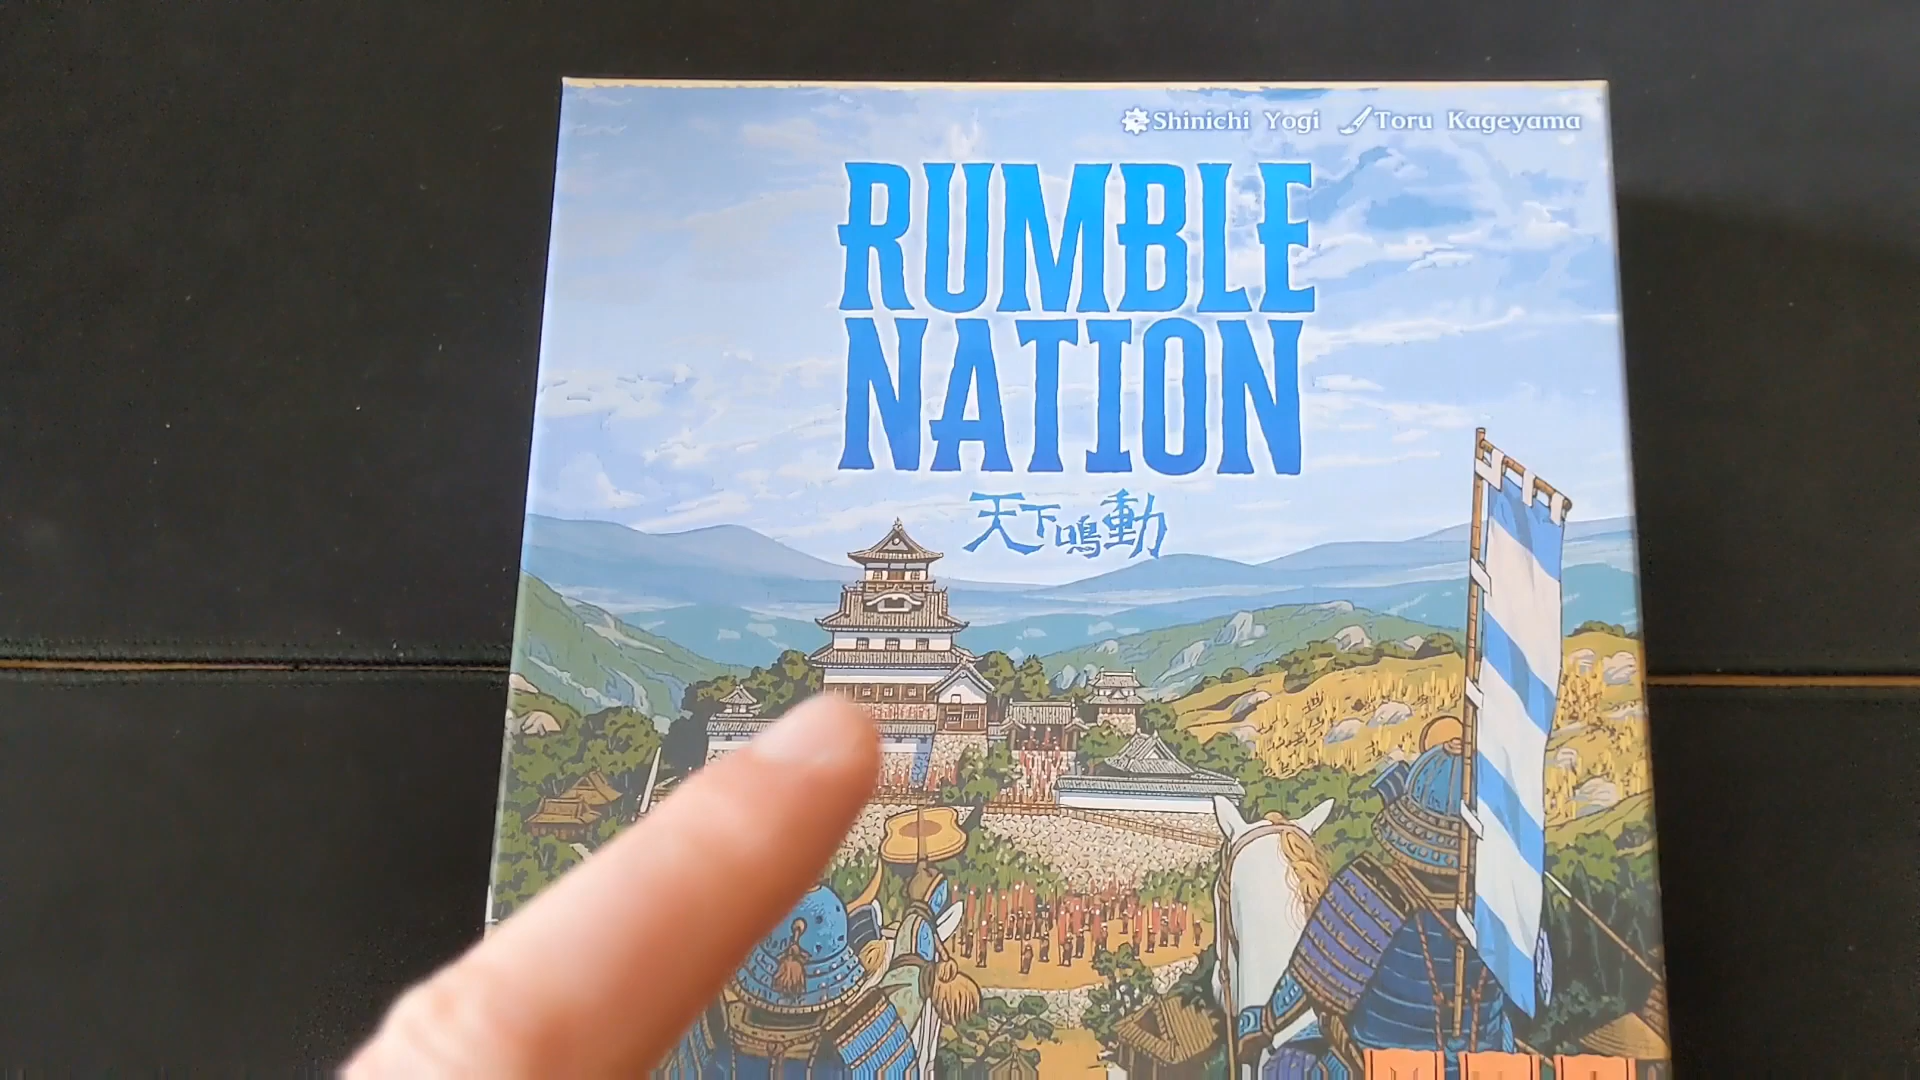 Shinichi Yogi Toru Kageyama
RUMBLE
NATION
天下鳴動